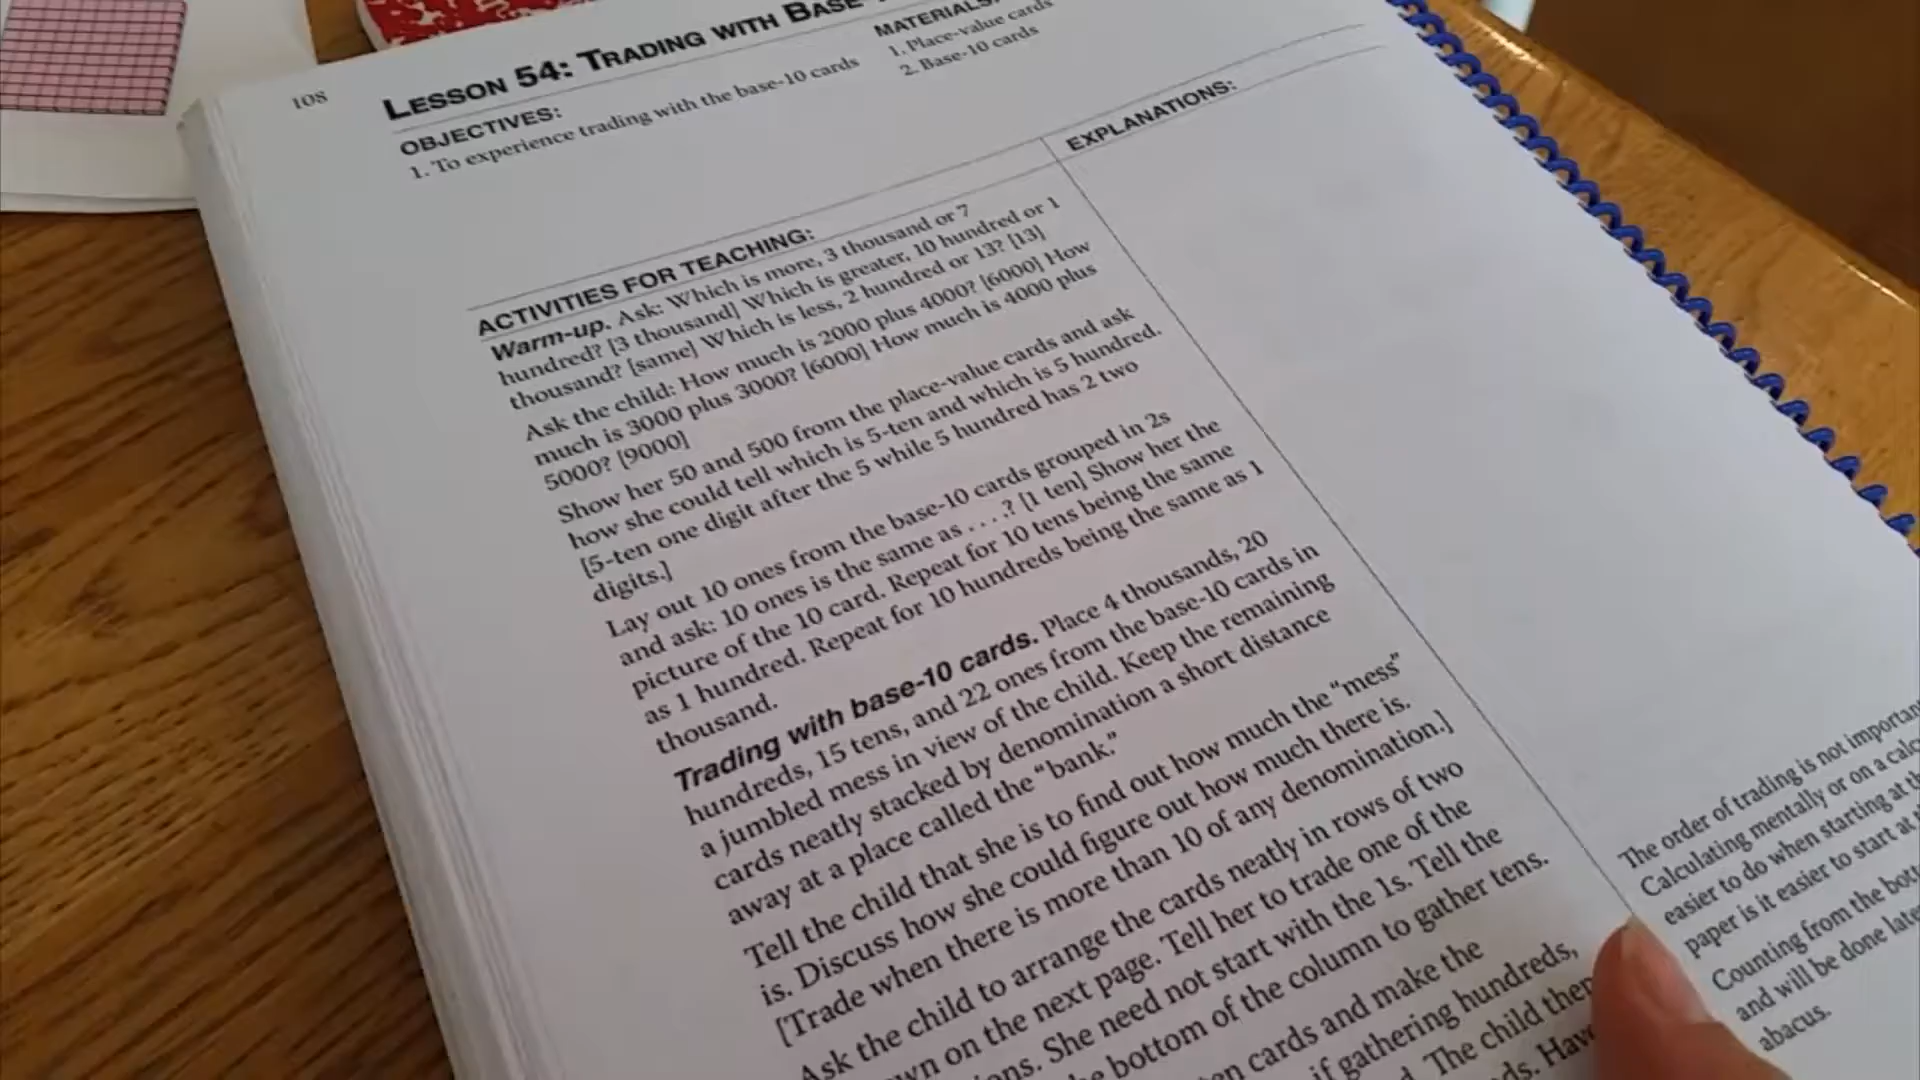 108
LESSON 54: TRADING WITH BASE
OBJECTIVES:
1. To experience trading with the base-10 cards
MATERIALS:
1. Place-value cards
2. Base-10 cards
ACTIVITIES FOR TEACHING:
Warm-up. Ask: Which is more, 3 thousand or 7
hundred? [3 thousand] Which is greater, 10 hundred or 1
thousand? [same] Which is less, 2 hundred or 13? [13]
Ask the child: How much is 2000 plus 4000? [6000] How
much is 3000 plus 3000? [6000] How much is 4000 plus
5000? [9000]
Show her 50 and 500 from the place-value cards and ask
how she could tell which is 5-ten and which is 5 hundred.
[5-ten one digit after the 5 while 5 hundred has 2 two
digits.]
Lay out 10 ones from the base-10 cards grouped in 2s
and ask: 10 ones is the same as . . . .? [1 ten] Show her the
picture of the 10 card. Repeat for 10 tens being the same
as 1 hundred. Repeat for 10 hundreds being the same as 1
thousand.
Trading with base-10 cards. Place 4 thousands, 20
hundreds, 15 tens, and 22 ones from the base-10 cards in
a jumbled mess in view of the child. Keep the remaining
cards neatly stacked by denomination a short distance
away at a place called the “bank.”
Tell the child that she is to find out how much the “mess”
is. Discuss how she could figure out how much there is.
[Trade when there is more than 10 of any denomination.]
Ask the child to arrange the cards neatly in rows of two
on the next page. Tell her to trade one of the
She need not start with the 1s. Tell the
bottom of the column to gather tens.
cards and make the
if gathering hundreds,
The child then
EXPLANATIONS:
The order of trading is not important
Calculating mentally or on a
easier to do when starting at
paper is it easier to start at
Counting from the
and will be done
abacus.